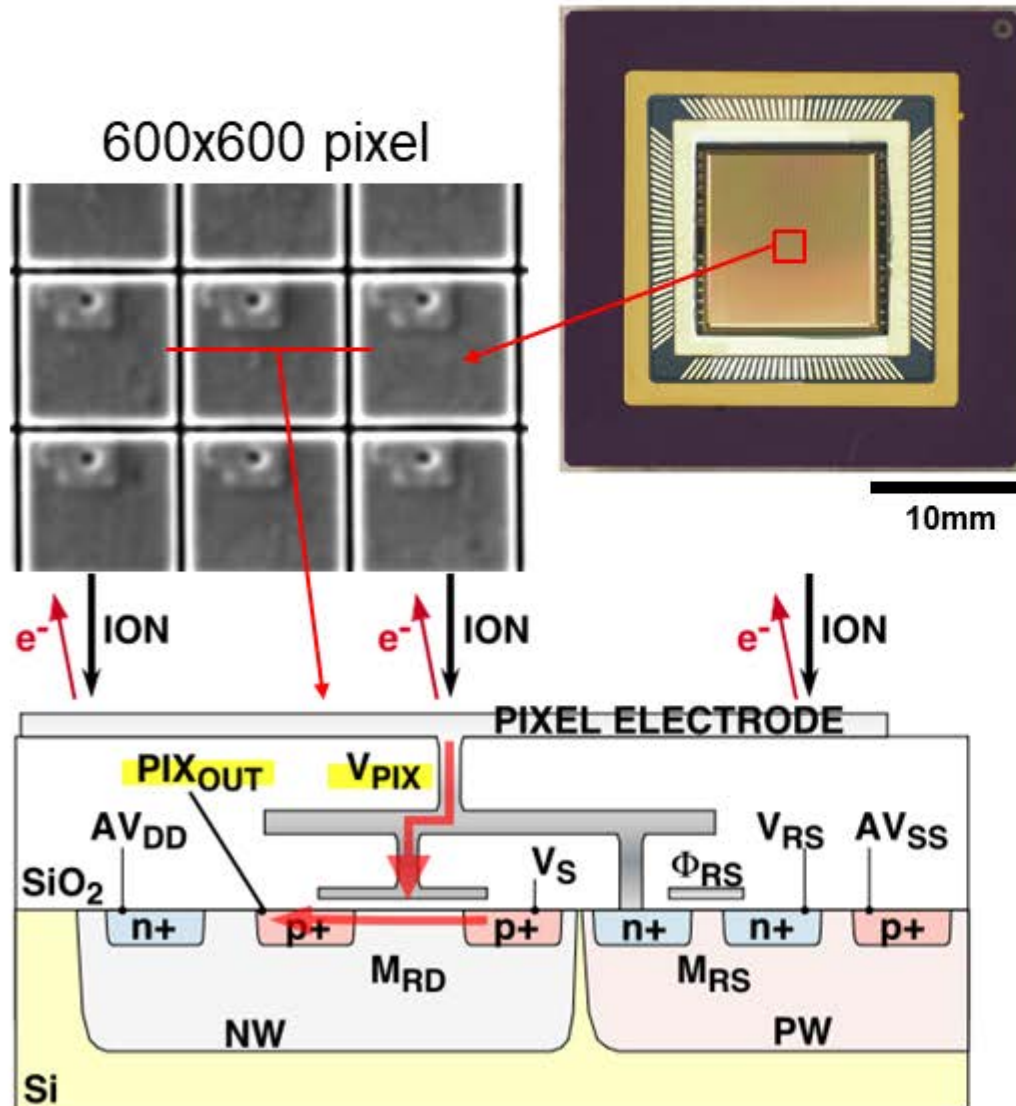 600x600 pixel
10mm
e- ION e- ION e- ION
PIXEL ELECTRODE
PIXOUT VPIX
AVDD VRS AVSS
VS ΦRS
SiO2
n+ p+ p+ n+ n+ p+
MRD MRS
NW PW
Si